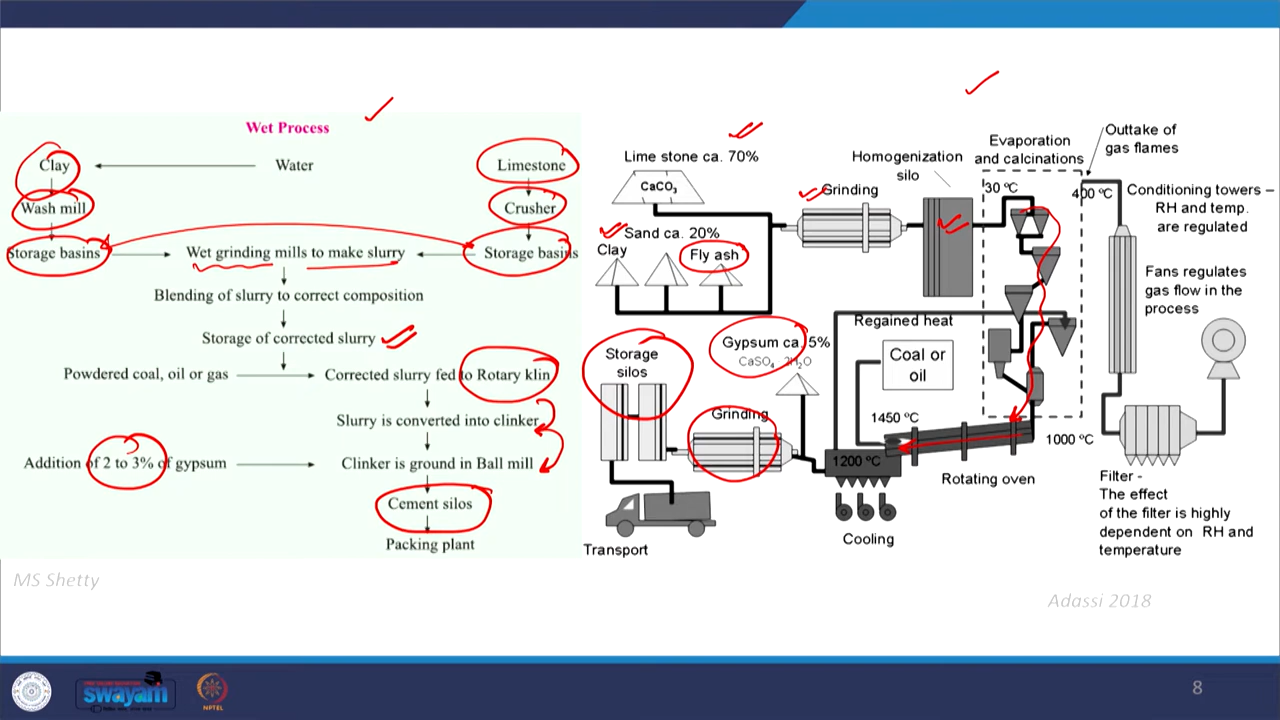 Wet Process
Clay
Water
Limestone
Wash mill
Crusher
Storage basins
Wet grinding mills to make slurry
Storage basins
Blending of slurry to correct composition
Storage of corrected slurry
Powdered coal, oil or gas
Corrected slurry fed to Rotary klin
Slurry is converted into clinker
Addition of 2 to 3% of gypsum
Clinker is ground in Ball mill
Cement silos
Packing plant
MS Shetty
Lime stone ca. 70%
CaCO₃
Sand ca. 20%
Clay
Fly ash
Grinding
Homogenization
silo
Evaporation
and calcinations
30 ºC
400 ºC
Outtake of
gas flames
Conditioning towers –
RH and temp.
are regulated
Fans regulates
gas flow in the
process
Regained heat
Coal or
oil
Gypsum ca. 5%
CaSO₄ 2H₂O
Storage
silos
Grinding
1450 ºC
1200 ºC
1000 ºC
Rotating oven
Cooling
Transport
Filter -
The effect
of the filter is highly
dependent on RH and
temperature
Adassi 2018
swayam
NPTEL
8